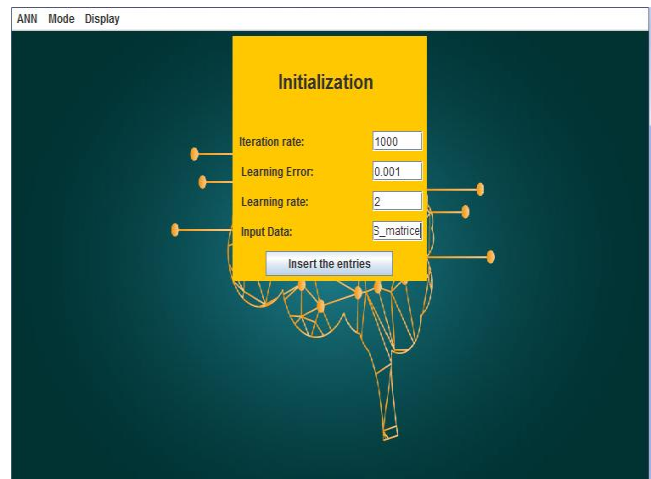 ANN Mode Display
Initialization
Iteration rate: 1000
Learning Error: 0.001
Learning rate: 2
Input Data: S_matrice
Insert the entries